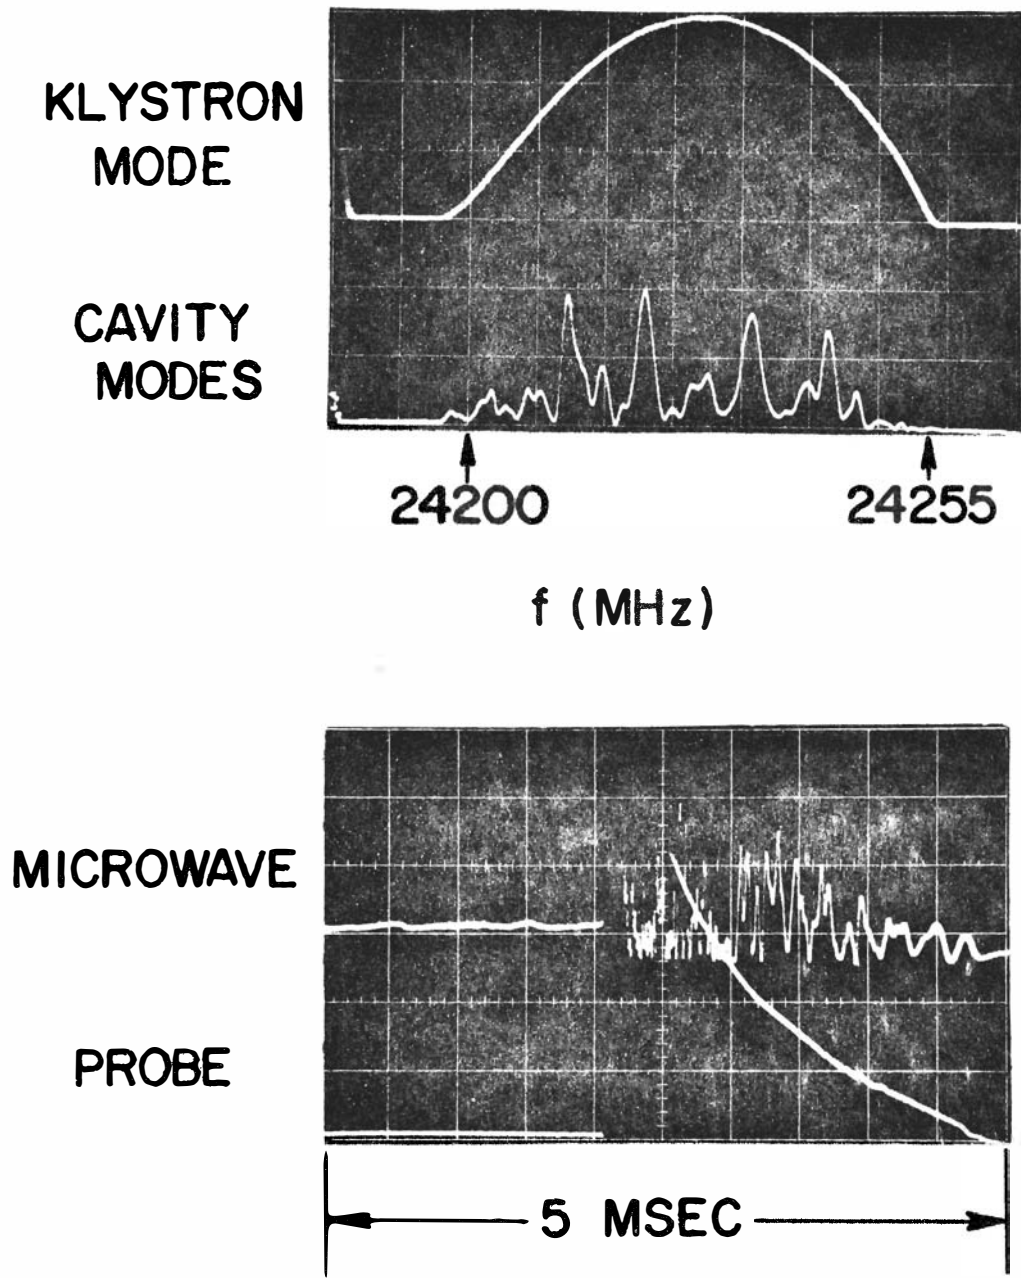 KLYSTRON
MODE
CAVITY
MODES
24200 24255
f (MHz)
MICROWAVE
PROBE
5 MSEC